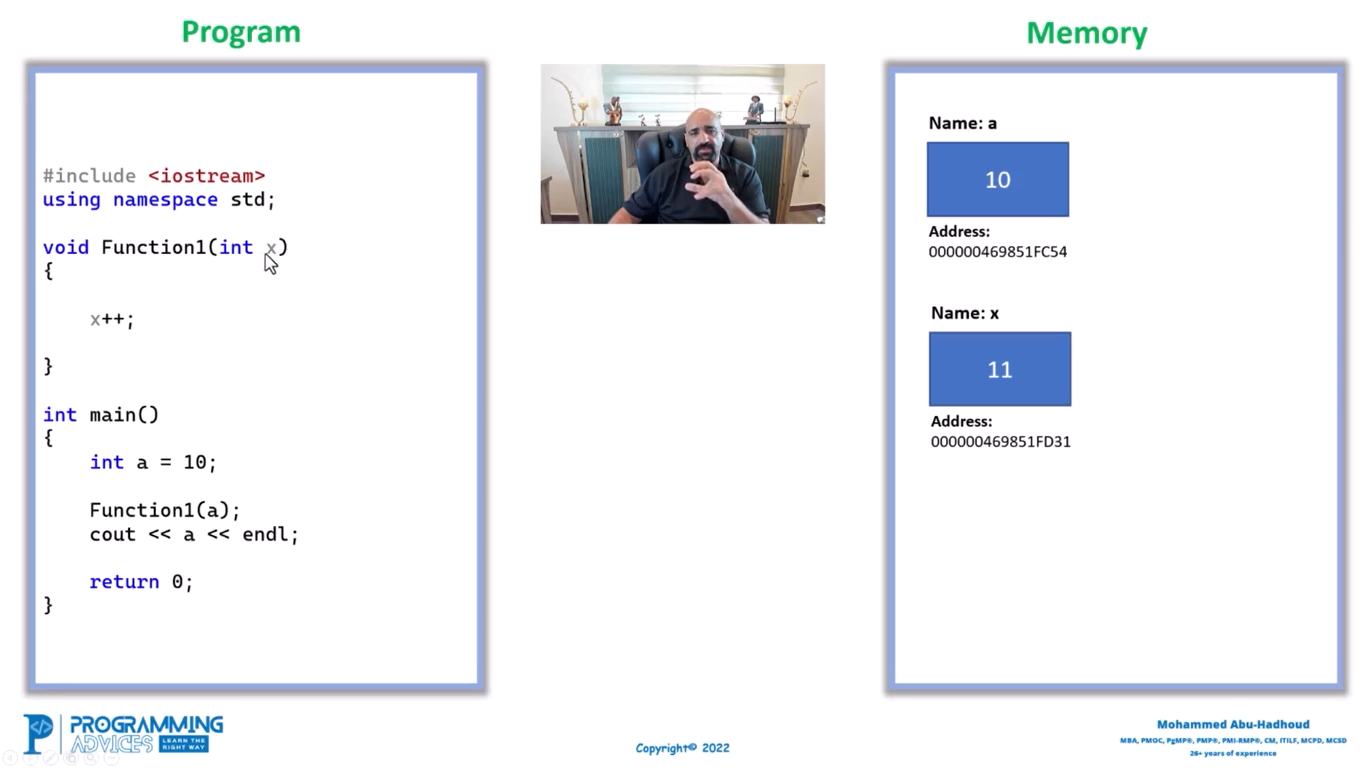 Program
Memory
#include <iostream>
using namespace std;
void Function1(int x)
{
x++;
}
int main()
{
int a = 10;
Function1(a);
cout << a << endl;
return 0;
}
Name: a
10
Address:
000000469851FC54
Name: x
11
Address:
000000469851FD31
PROGRAMMING
ADVICES
LEARN THE
RIGHT WAY
Copyright© 2022
Mohammed Abu-Hadhoud
MBA, PMOC, PgMP®, PMP®, PMI-RMP®, CM, ITILF, MCPD, MCSD
26+ years of experience